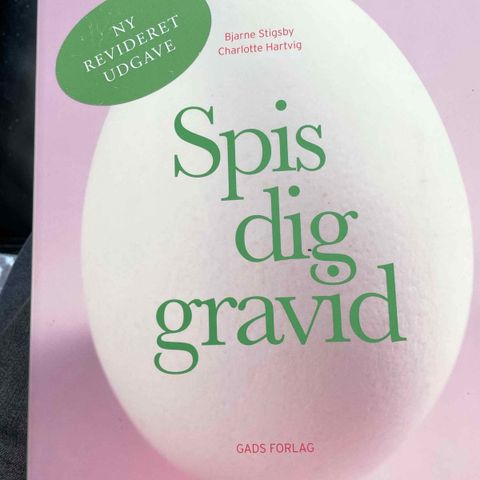 NY
REVIDERET
UDGAVE
Bjarne Stigsby
Charlotte Hartvig
Spis
dig
gravid
GADS FORLAG